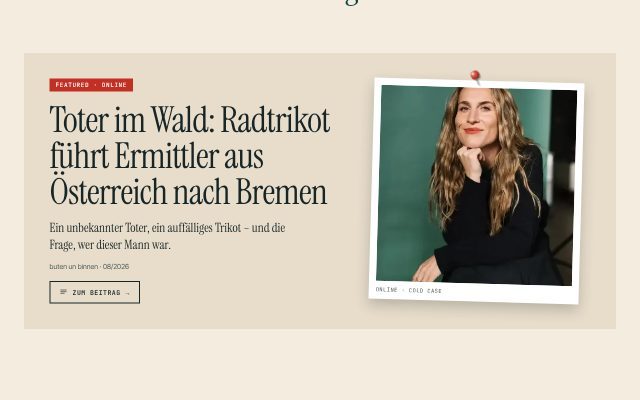 FEATURED · ONLINE
Toter im Wald: Radtrikot
führt Ermittler aus
Österreich nach Bremen
Ein unbekannter Toter, ein auffälliges Trikot – und die
Frage, wer dieser Mann war.
buten un binnen · 08/2026
ZUM BEITRAG →
ONLINE · COLD CASE